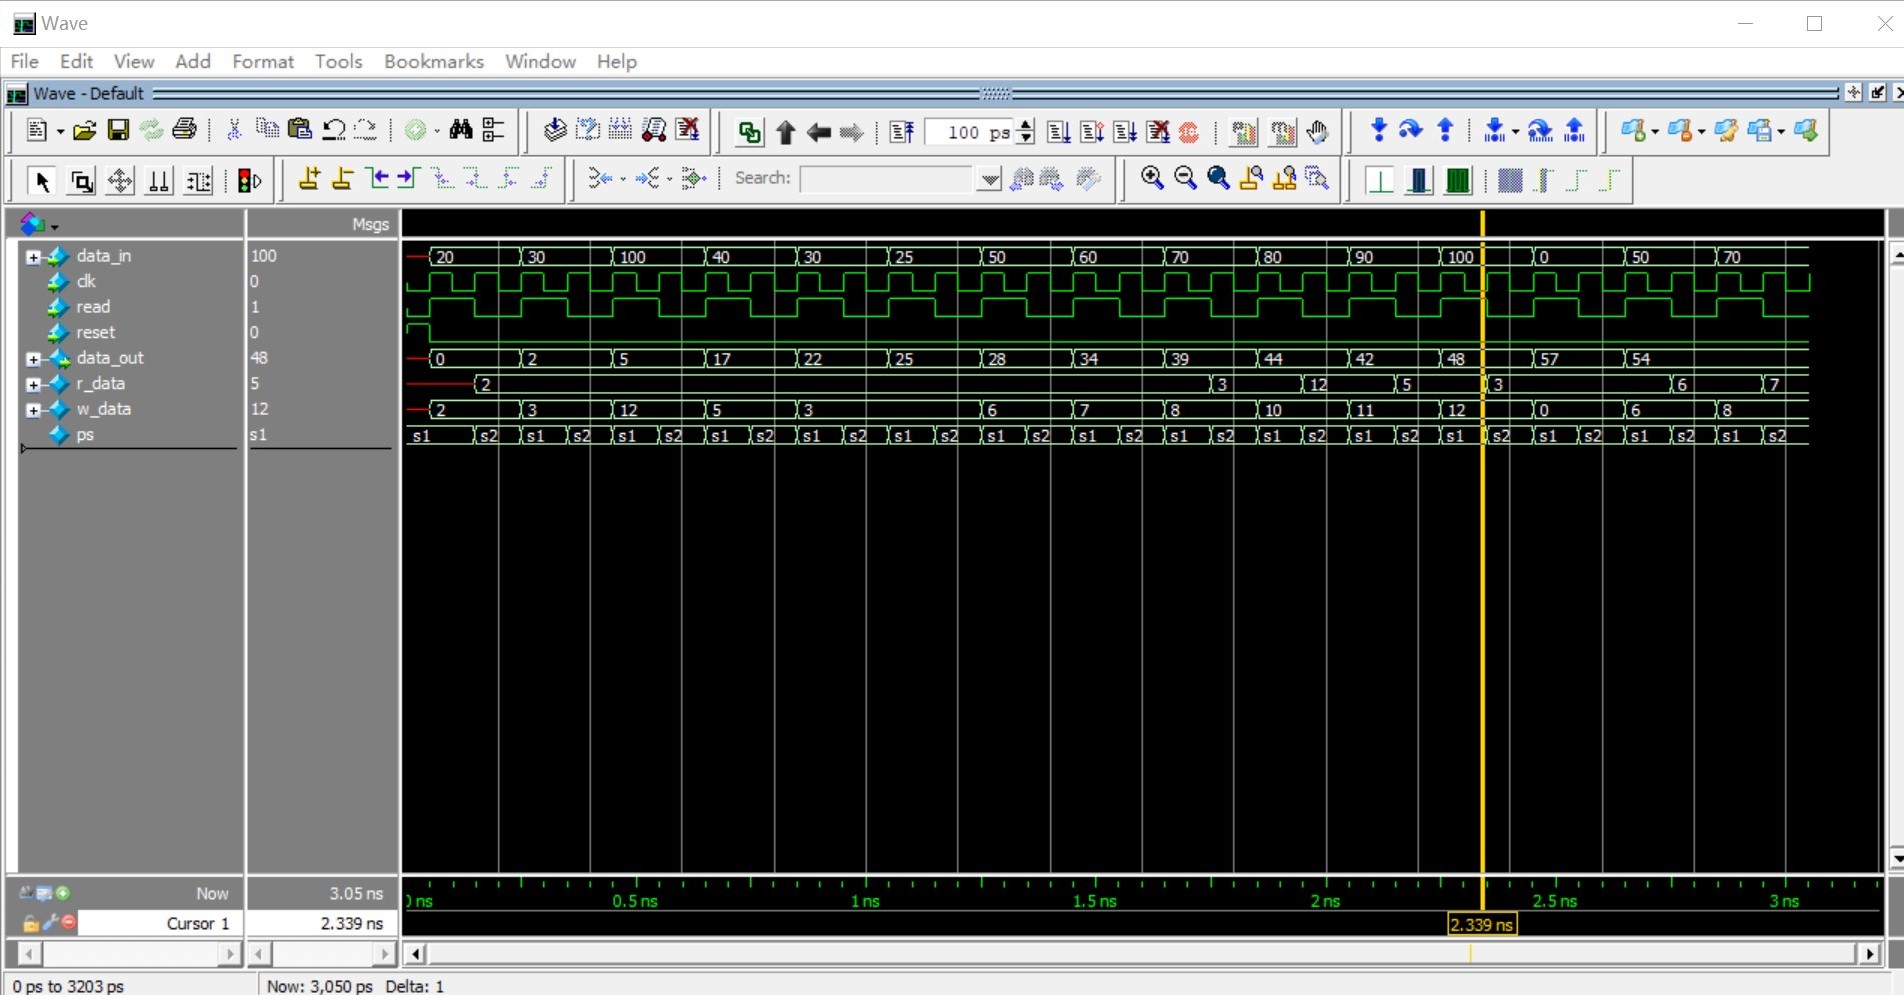 Wave
File Edit View Add Format Tools Bookmarks Window Help
Wave - Default
100 ps
Search:
Msgs
data_in 100 20 30 100 40 30 25 50 60 70 80 90 100 0 50 70
clk 0
read 1
reset 0
data_out 48 0 2 5 17 22 25 28 34 39 44 42 48 57 54
r_data 5 2 3 12 5 3 6 7
w_data 12 2 3 12 5 3 6 7 8 10 11 12 0 6 8
ps s1 s1 s2 s1 s2 s1 s2 s1 s2 s1 s2 s1 s2 s1 s2 s1 s2 s1 s2 s1 s2 s1 s2 s1 s2 s1 s2 s1 s2 s1 s2
Now 3.05 ns ns 0.5 ns 1 ns 1.5 ns 2 ns 2.5 ns 3 ns
Cursor 1 2.339 ns 2.339 ns
0 ps to 3203 ps Now: 3,050 ps Delta: 1